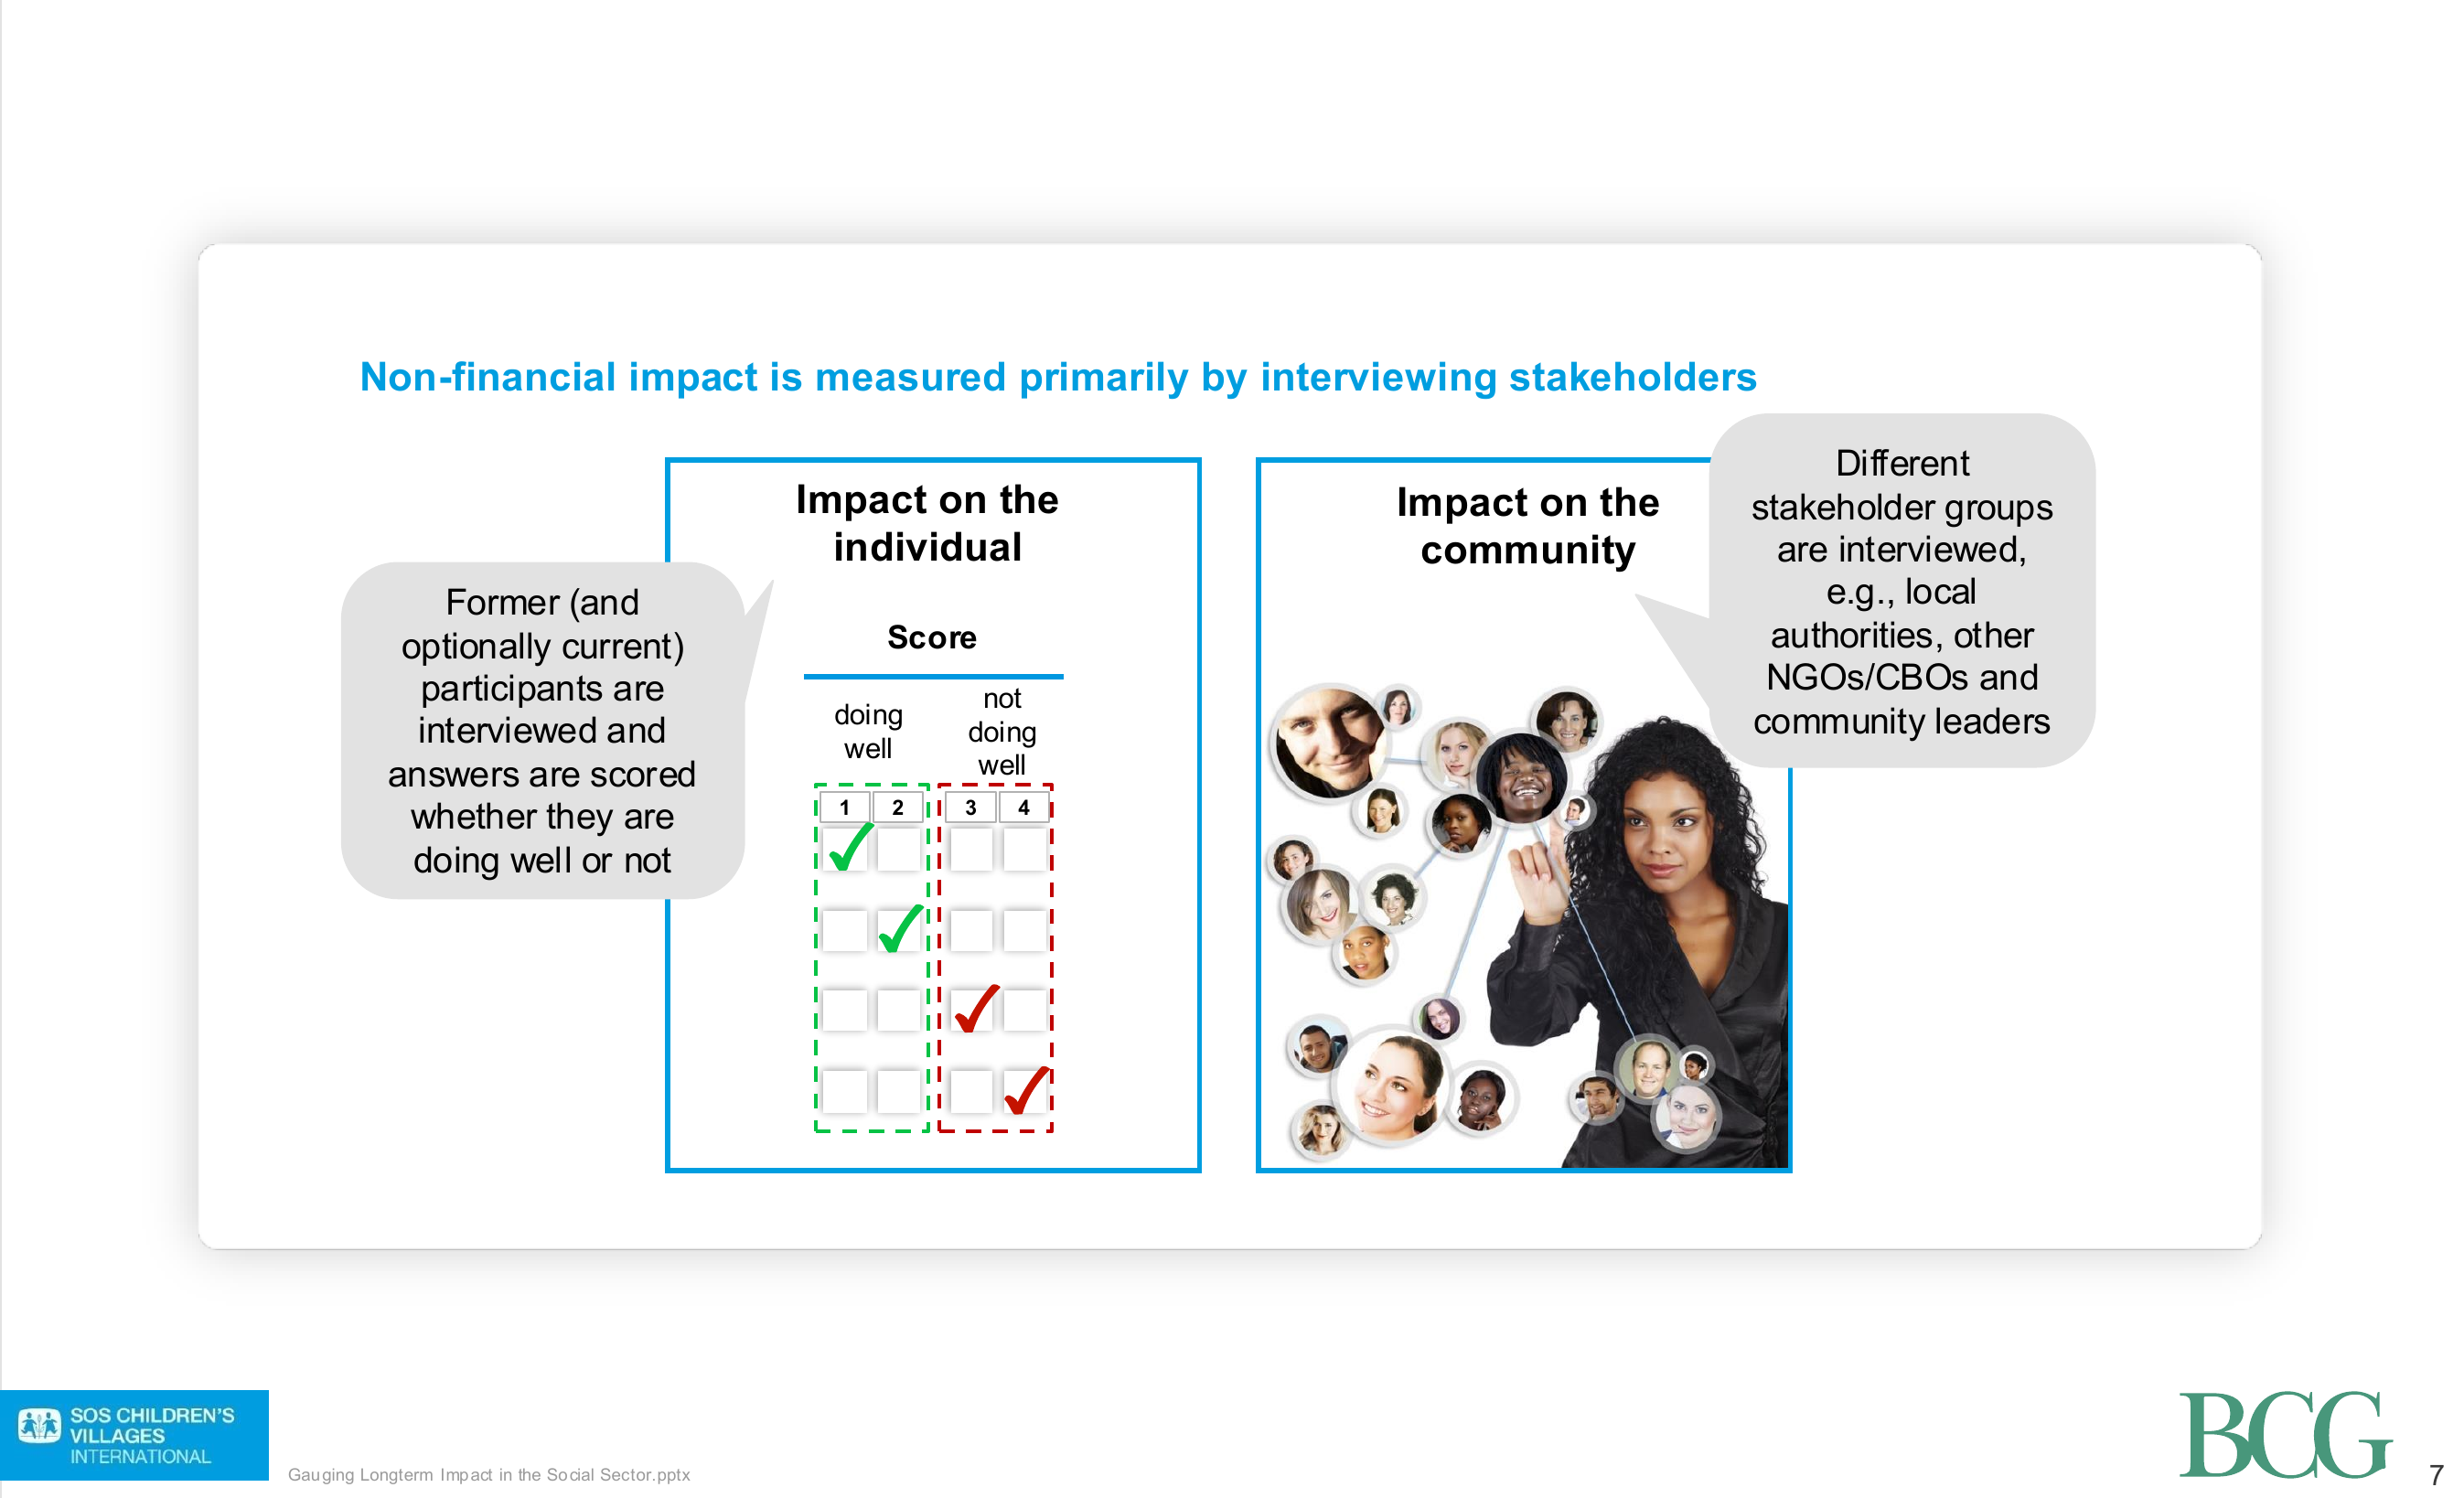 Non-financial impact is measured primarily by interviewing stakeholders
Impact on the
individual
Former (and
optionally current)
participants are
interviewed and
answers are scored
whether they are
doing well or not
Score
doing
well
not
doing
well
1 2 3 4
Impact on the
community
Different
stakeholder groups
are interviewed,
e.g., local
authorities, other
NGOs/CBOs and
community leaders
SOS CHILDREN'S
VILLAGES
INTERNATIONAL
Gauging Longterm Impact in the Social Sector.pptx
BCG
7